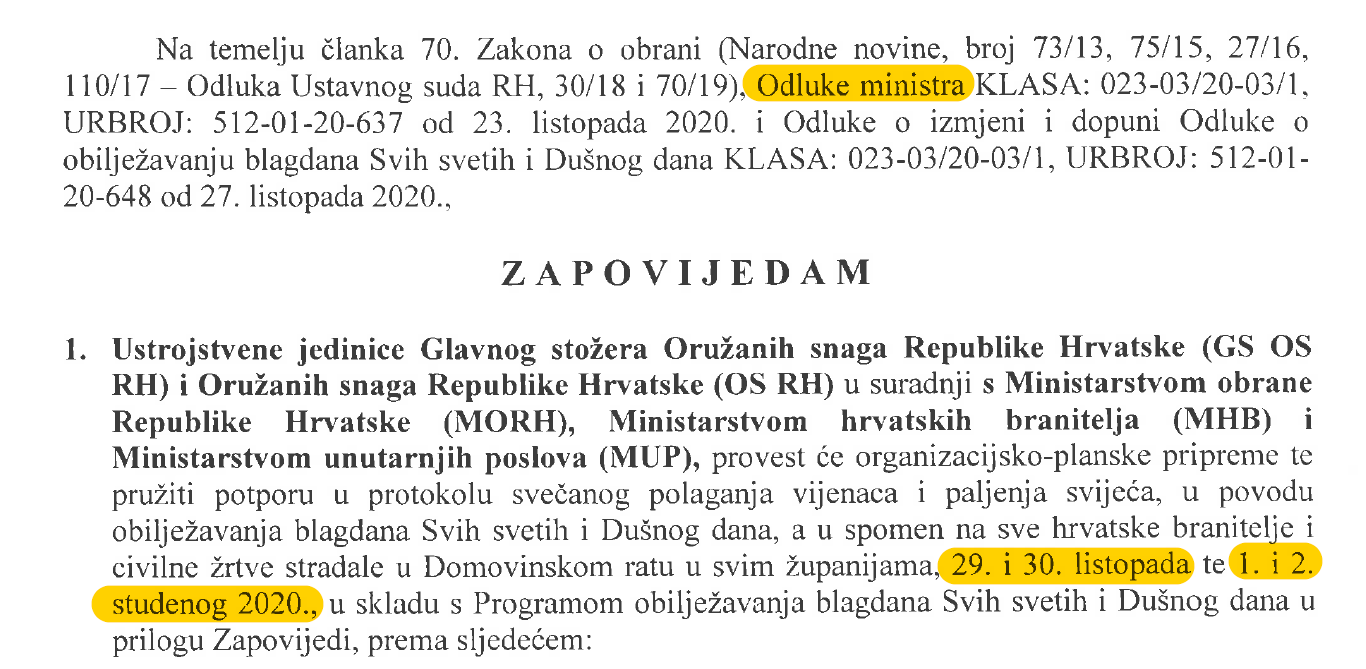 Na temelju članka 70. Zakona o obrani (Narodne novine, broj 73/13, 75/15, 27/16,
110/17 – Odluka Ustavnog suda RH, 30/18 i 70/19), Odluke ministra KLASA: 023-03/20-03/1,
URBROJ: 512-01-20-637 od 23. listopada 2020. i Odluke o izmjeni i dopuni Odluke o
obilježavanju blagdana Svih svetih i Dušnog dana KLASA: 023-03/20-03/1, URBROJ: 512-01-
20-648 od 27. listopada 2020.,
Z A P O V I J E D A M
1. Ustrojstvene jedinice Glavnog stožera Oružanih snaga Republike Hrvatske (GS OS
RH) i Oružanih snaga Republike Hrvatske (OS RH) u suradnji s Ministarstvom obrane
Republike Hrvatske (MORH), Ministarstvom hrvatskih branitelja (MHB) i
Ministarstvom unutarnjih poslova (MUP), provest će organizacijsko-planske pripreme te
pružiti potporu u protokolu svečanog polaganja vijenaca i paljenja svijeća, u povodu
obilježavanja blagdana Svih svetih i Dušnog dana, a u spomen na sve hrvatske branitelje i
civilne žrtve stradale u Domovinskom ratu u svim županijama, 29. i 30. listopada te 1. i 2.
studenog 2020., u skladu s Programom obilježavanja blagdana Svih svetih i Dušnog dana u
prilogu Zapovijedi, prema sljedećem: